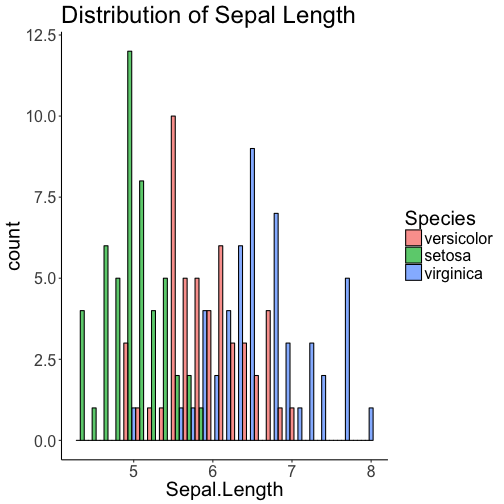 Distribution of Sepal Length
12.5
10.0
7.5
5.0
2.5
0.0
count
5 6 7 8
Sepal.Length
Species
versicolor
setosa
virginica